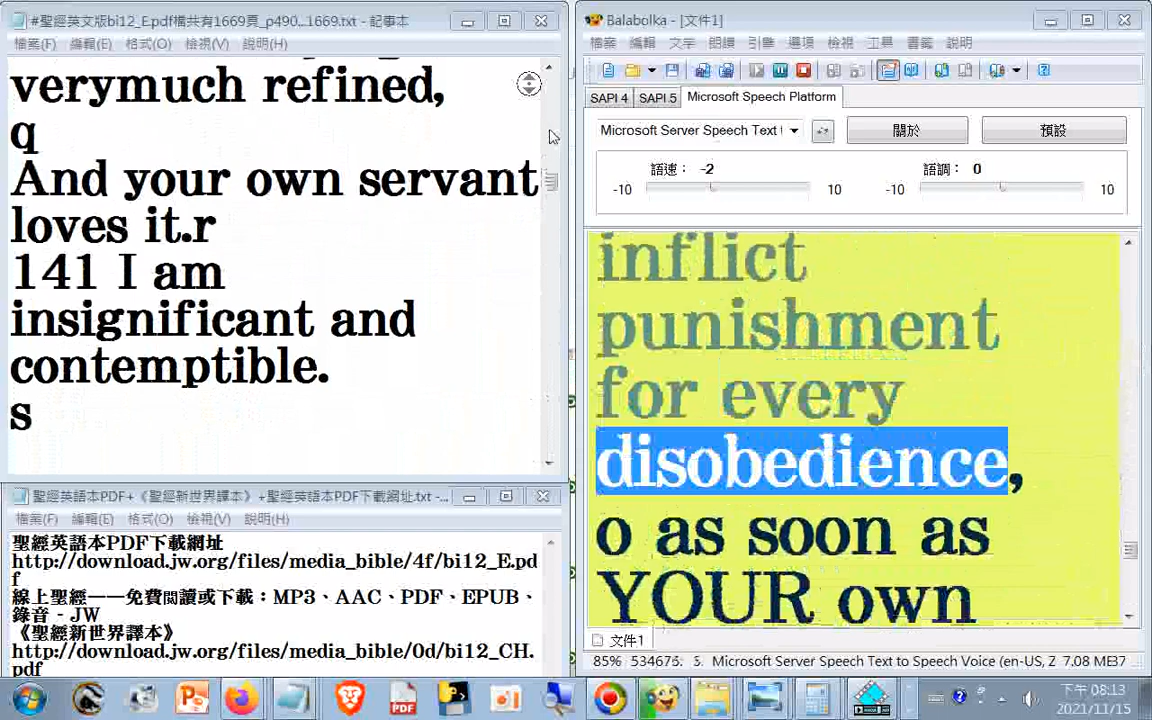 #聖經英文版bi12_E.pdf檔共有1669頁_p490...1669.txt - 記事本
檔案(F) 編輯(E) 格式(O) 檢視(V) 說明(H)
verymuch refined,
q
And your own servant
loves it.r
141 I am
insignificant and
contemptible.
s
聖經英語本PDF+《聖經新世界譯本》+聖經英語本PDF下載網址.txt -...
檔案(F) 編輯(E) 格式(O) 檢視(V) 說明(H)
聖經英語本PDF下載網址
http://download.jw.org/files/media_bible/4f/bi12_E.pd
f
線上聖經——免費閱讀或下載：MP3、AAC、PDF、EPUB、
錄音 - JW
《聖經新世界譯本》
http://download.jw.org/files/media_bible/0d/bi12_CH.
pdf
Balabolka - [文件1]
檔案 編輯 文字 朗讀 引擎 選項 檢視 工具 書籤 說明
SAPI 4 SAPI 5 Microsoft Speech Platform
Microsoft Server Speech Text t 關於 預設
語速： -2 語調： 0
-10 10 -10 10
inflict
punishment
for every
disobedience,
o as soon as
YOUR own
文件1
85% 534675. S. Microsoft Server Speech Text to Speech Voice (en-US, Z 7.08 ME37
PDF
下午 08:13
2021/11/15